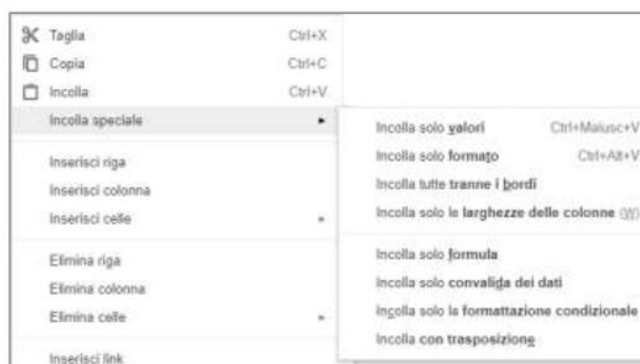 Taglia Ctrl+X
Copia Ctrl+C
Incolla Ctrl+V
Incolla speciale
Inserisci riga
Inserisci colonna
Inserisci celle
Elimina riga
Elimina colonna
Elimina celle
Inserisci link
Incolla solo valori Ctrl+Maiusc+V
Incolla solo formato Ctrl+Alt+V
Incolla tutte tranne i bordi
Incolla solo le larghezze delle colonne (W)
Incolla solo formula
Incolla solo convalida dei dati
Incolla solo la formattazione condizionale
Incolla con trasposizione